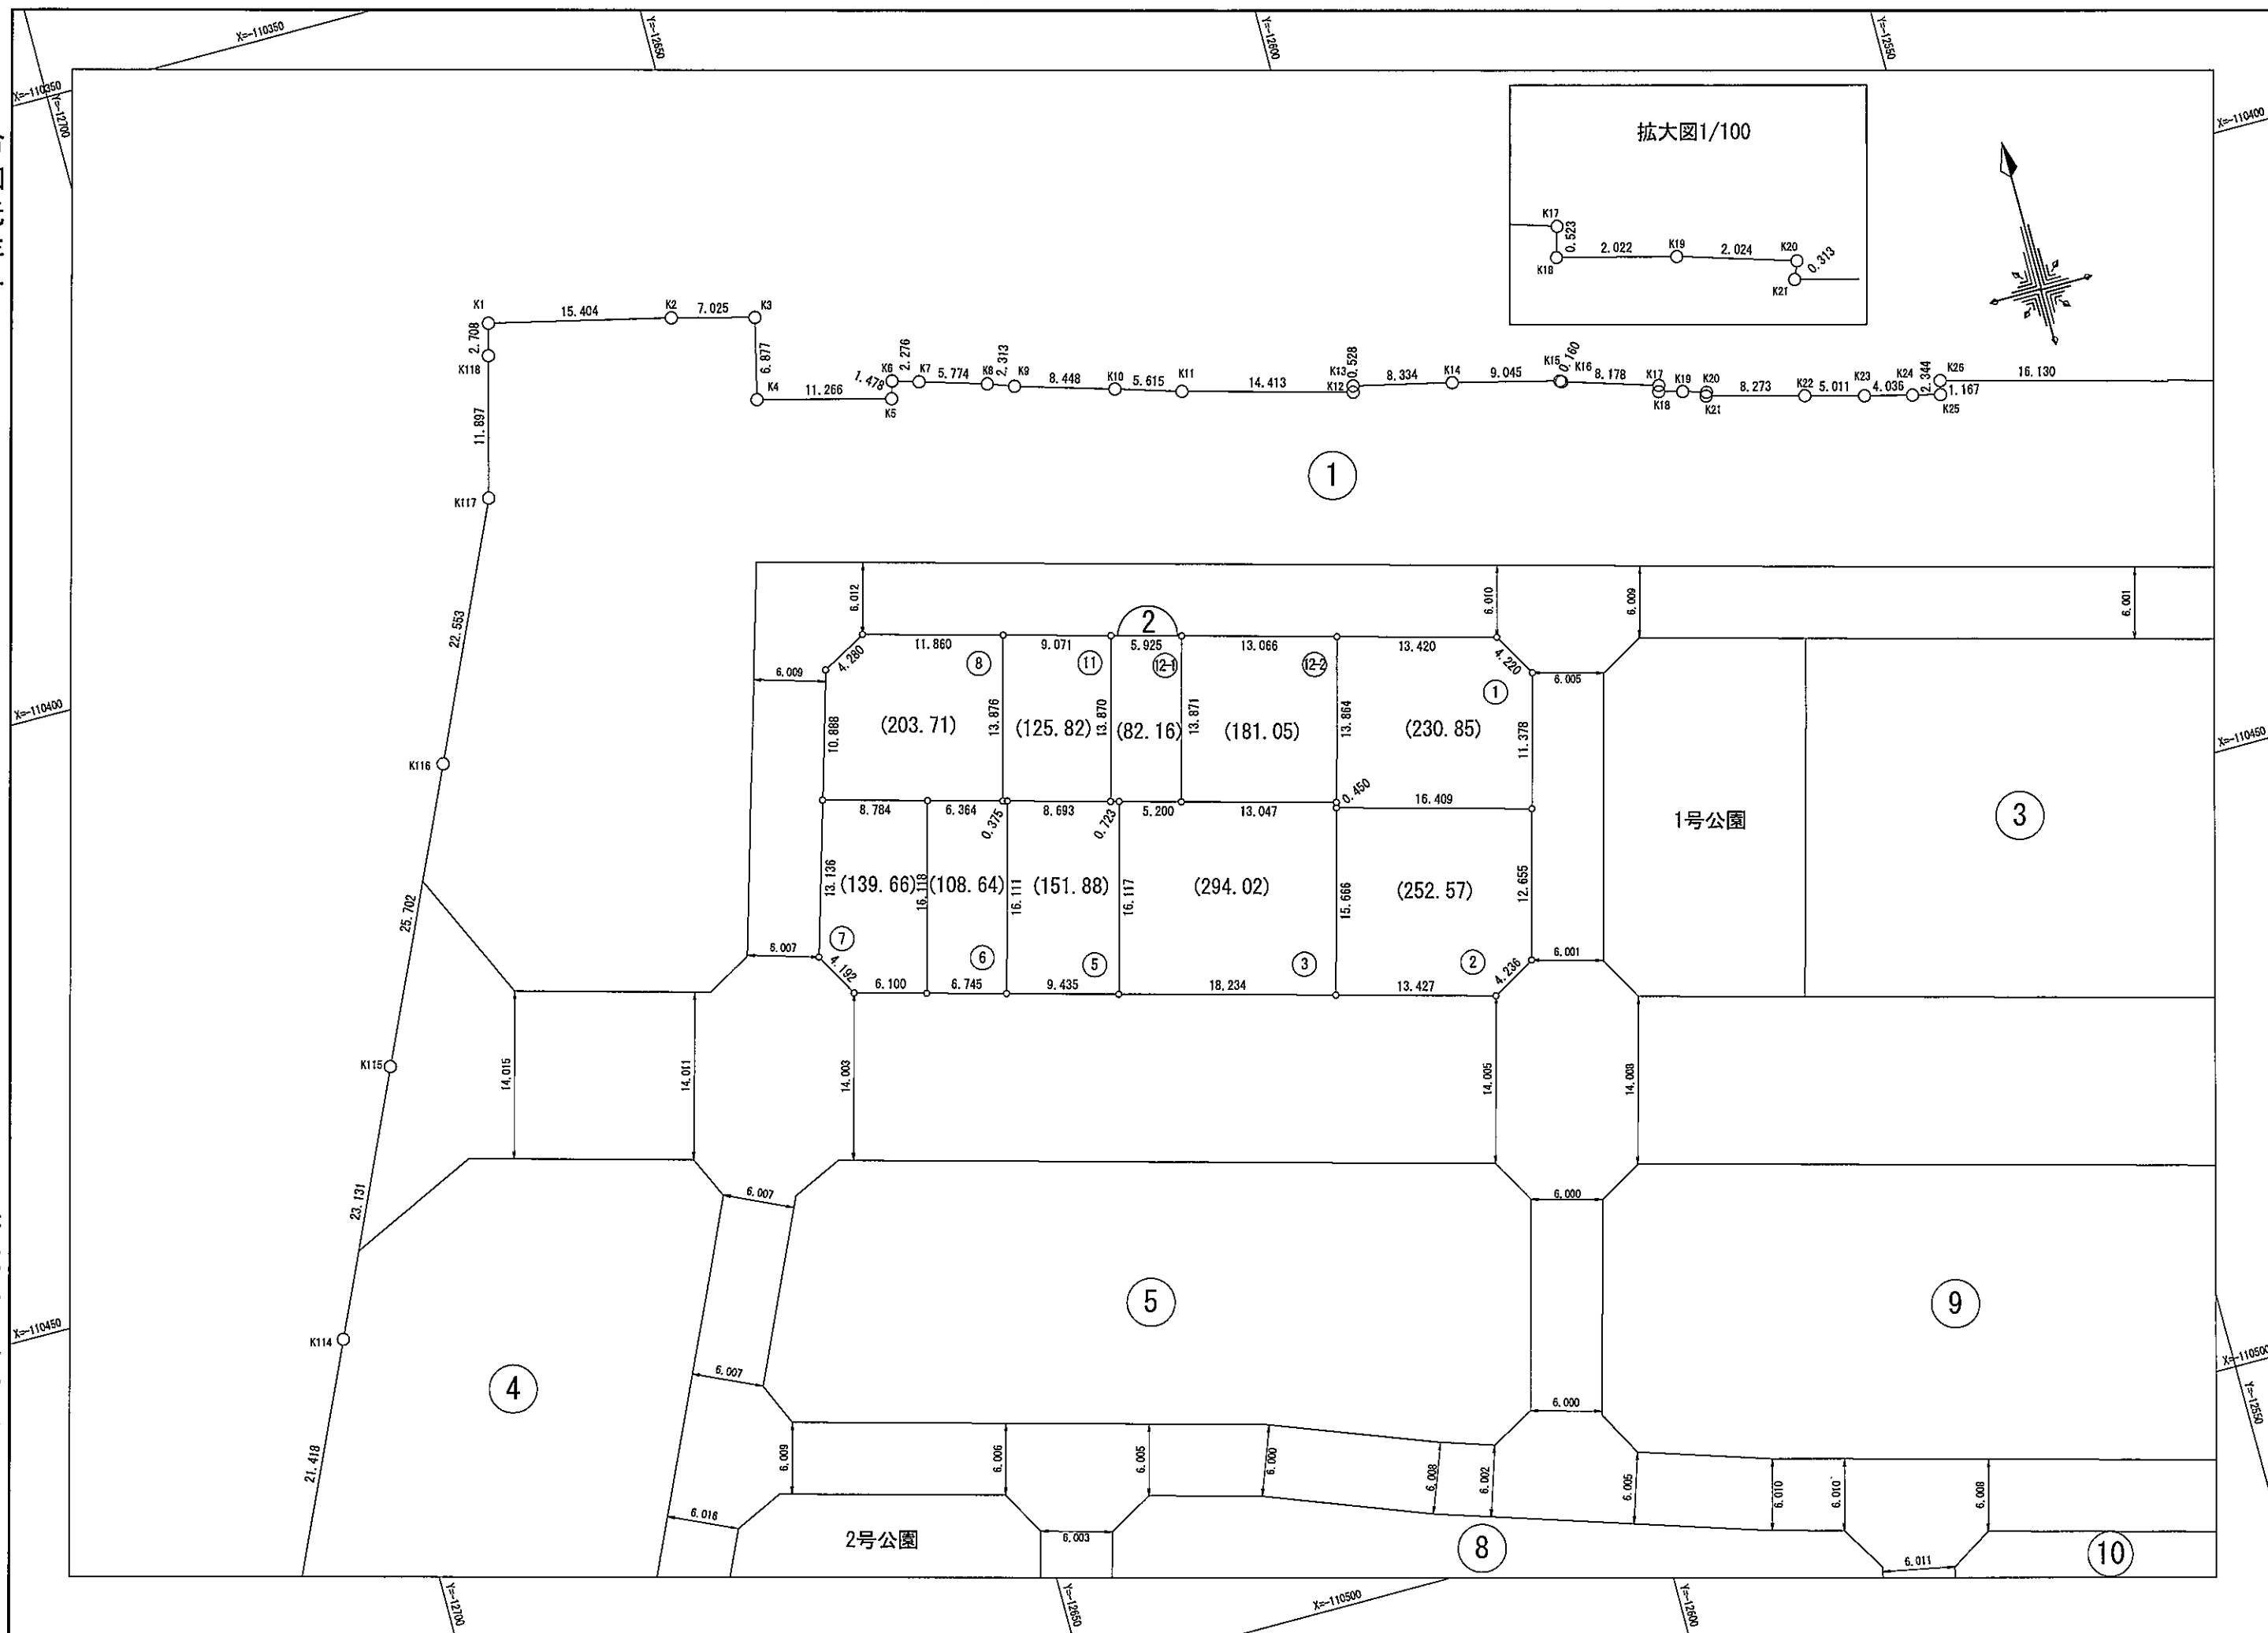 X=-110350
Y=-12650
Y=-12600
Y=-12550
X=-110350
Y=-12700
X=-110400
拡大図1/100
K17
0.523
K18
2.022
K19
2.024
K20
0.313
K21
K1
15.404
K2
7.025
K3
2.708
K118
6.877
K4
11.266
K5
1.478
K6
2.276
K7
5.774
K8
2.313
K9
8.448
K10
5.615
K11
14.413
K12
K13
0.528
8.334
K14
9.045
K15
0.160
K16
8.178
K17
K18
K19
K20
K21
8.273
K22
5.011
K23
4.036
K24
2.344
K26
1.167
K25
16.130
11.897
K117
1
22.553
6.012
6.010
6.009
6.001
2
11.860
9.071
5.925
13.066
13.420
4.280
8
11
12-1
12-2
4.220
6.009
1
6.005
10.888
(203.71)
13.876
(125.82)
13.870
(82.16)
13.871
(181.05)
13.864
(230.85)
11.378
X=-110400
X=-110450
K116
8.784
6.364
0.375
8.693
0.723
5.200
13.047
0.450
16.409
1号公園
3
13.136
(139.66)
16.118
(108.64)
16.111
(151.88)
16.117
(294.02)
15.666
(252.57)
12.655
25.702
6.007
7
4.192
6
5
3
2
4.236
6.001
6.100
6.745
9.435
18.234
13.427
K115
14.015
14.011
14.003
14.005
14.008
23.131
6.007
6.000
5
9
X=-110450
K114
4
6.007
6.000
X=-110500
Y=-12550
21.418
6.009
6.006
6.005
6.000
6.008
6.002
6.005
6.010
6.010
6.008
6.016
2号公園
6.003
8
6.011
10
Y=-12700
Y=-12650
X=-110500
Y=-12600